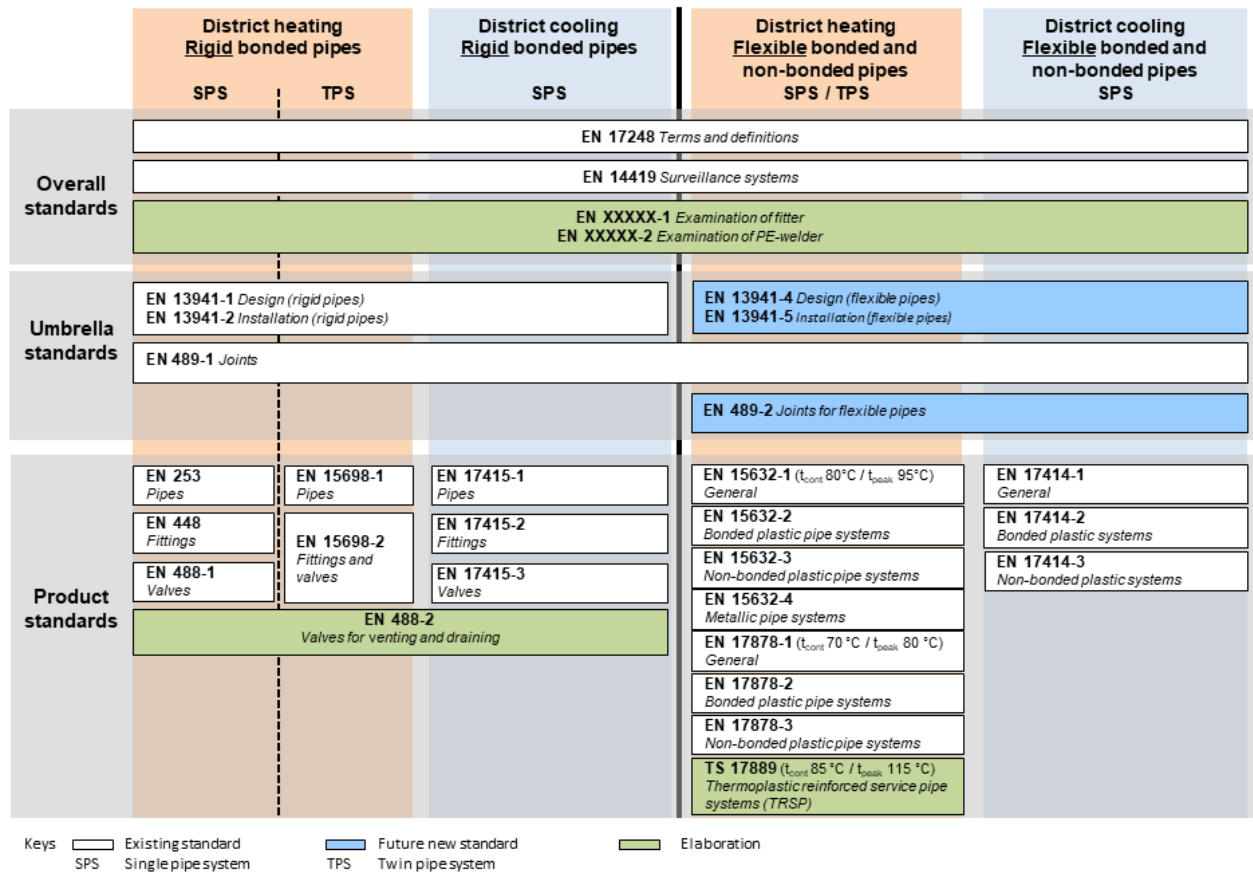 District heating
Rigid bonded pipes
SPS
TPS
District cooling
Rigid bonded pipes
SPS
District heating
Flexible bonded and
non-bonded pipes
SPS / TPS
District cooling
Flexible bonded and
non-bonded pipes
SPS
Overall
standards
EN 17248 Terms and definitions
EN 14419 Surveillance systems
EN XXXXX-1 Examination of fitter
EN XXXXX-2 Examination of PE-welder
Umbrella
standards
EN 13941-1 Design (rigid pipes)
EN 13941-2 Installation (rigid pipes)
EN 13941-4 Design (flexible pipes)
EN 13941-5 Installation (flexible pipes)
EN 489-1 Joints
EN 489-2 Joints for flexible pipes
Product
standards
EN 253
Pipes
EN 448
Fittings
EN 488-1
Valves
EN 15698-1
Pipes
EN 15698-2
Fittings and
valves
EN 17415-1
Pipes
EN 17415-2
Fittings
EN 17415-3
Valves
EN 488-2
Valves for venting and draining
EN 15632-1 (tcont 80°C / tpeak 95°C)
General
EN 15632-2
Bonded plastic pipe systems
EN 15632-3
Non-bonded plastic pipe systems
EN 15632-4
Metallic pipe systems
EN 17878-1 (tcont 70 °C / tpeak 80 °C)
General
EN 17878-2
Bonded plastic pipe systems
EN 17878-3
Non-bonded plastic pipe systems
TS 17889 (tcont 85 °C / tpeak 115 °C)
Thermoplastic reinforced service pipe
systems (TRSP)
EN 17414-1
General
EN 17414-2
Bonded plastic systems
EN 17414-3
Non-bonded plastic systems
Keys
Existing standard
Future new standard
Elaboration
SPS Single pipe system
TPS Twin pipe system